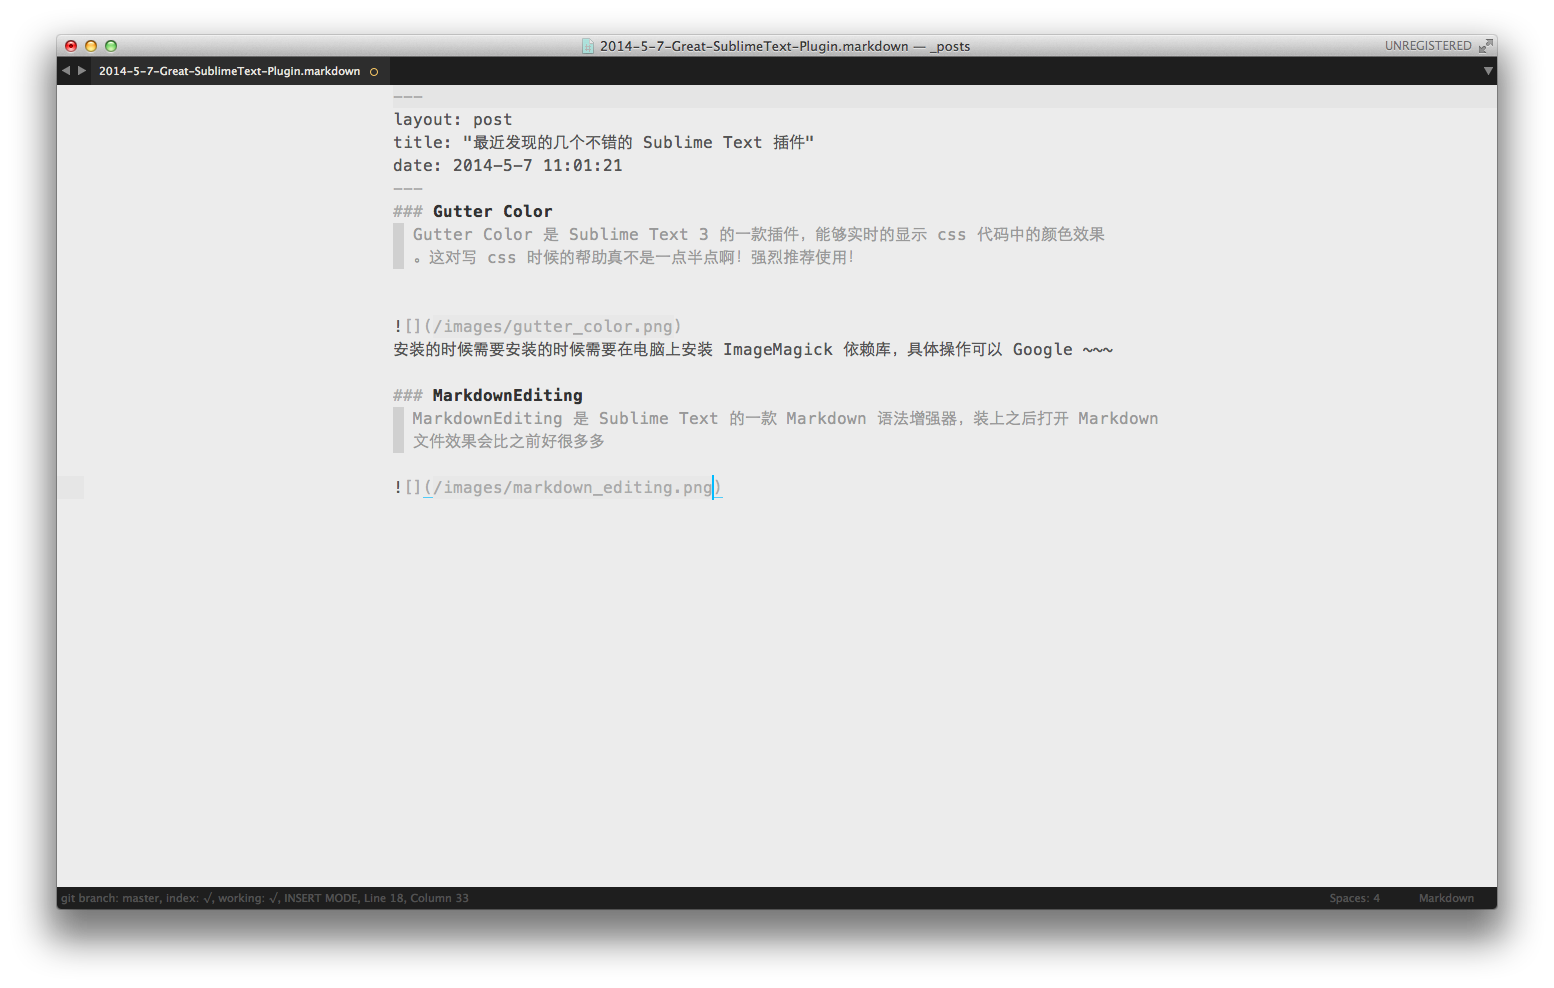 2014-5-7-Great-SublimeText-Plugin.markdown — _posts
UNREGISTERED
2014-5-7-Great-SublimeText-Plugin.markdown
---
layout: post
title: "最近发现的几个不错的 Sublime Text 插件"
date: 2014-5-7 11:01:21
---
### Gutter Color
Gutter Color 是 Sublime Text 3 的一款插件，能够实时的显示 css 代码中的颜色效果
。这对写 css 时候的帮助真不是一点半点啊！强烈推荐使用！
![](/images/gutter_color.png)
安装的时候需要安装的时候需要在电脑上安装 ImageMagick 依赖库，具体操作可以 Google ~~~
### MarkdownEditing
MarkdownEditing 是 Sublime Text 的一款 Markdown 语法增强器，装上之后打开 Markdown
文件效果会比之前好很多多
![](/images/markdown_editing.png)
git branch: master, index: √, working: √, INSERT MODE, Line 18, Column 33
Spaces: 4
Markdown